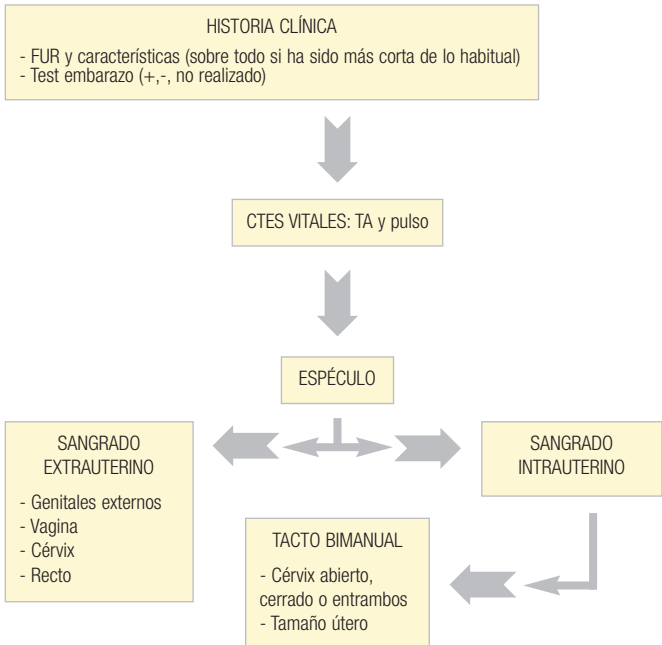 HISTORIA CLÍNICA
- FUR y características (sobre todo si ha sido más corta de lo habitual)
- Test embarazo (+,-, no realizado)
CTES VITALES: TA y pulso
ESPÉCULO
SANGRADO
EXTRAUTERINO
- Genitales externos
- Vagina
- Cérvix
- Recto
SANGRADO
INTRAUTERINO
TACTO BIMANUAL
- Cérvix abierto,
cerrado o entrambos
- Tamaño útero